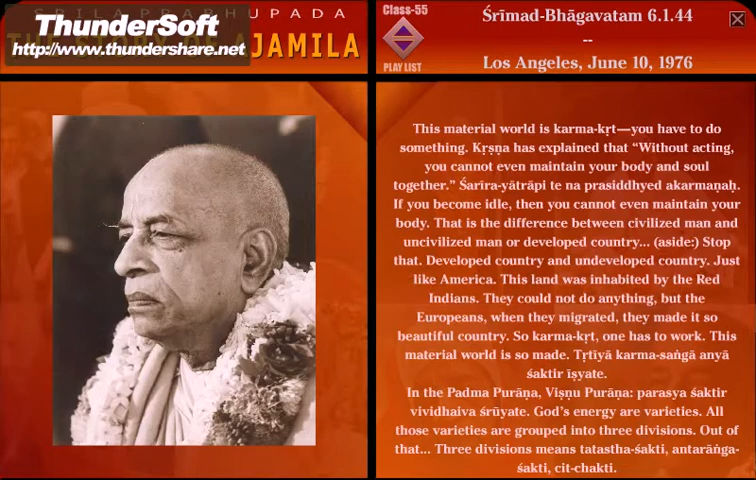 SRILA PRABHUPADA
THE STORY OF AJAMILA
ThunderSoft
http://www.thundershare.net
Class-55
PLAY LIST
Śrīmad-Bhāgavatam 6.1.44
--
Los Angeles, June 10, 1976
This material world is karma-kṛt—you have to do
something. Kṛṣṇa has explained that “Without acting,
you cannot even maintain your body and soul
together.” Śarīra-yātrāpi te na prasiddhyed akarmaṇaḥ.
If you become idle, then you cannot even maintain your
body. That is the difference between civilized man and
uncivilized man or developed country... (aside:) Stop
that. Developed country and undeveloped country. Just
like America. This land was inhabited by the Red
Indians. They could not do anything, but the
Europeans, when they migrated, they made it so
beautiful country. So karma-kṛt, one has to work. This
material world is so made. Tṛtīyā karma-saṅgā anyā
śaktir iṣyate.
In the Padma Purāṇa, Viṣṇu Purāṇa: parasya śaktir
vividhaiva śrūyate. God’s energy are varieties. All
those varieties are grouped into three divisions. Out of
that... Three divisions means tatastha-śakti, antarāṅga-
śakti, cit-chakti.